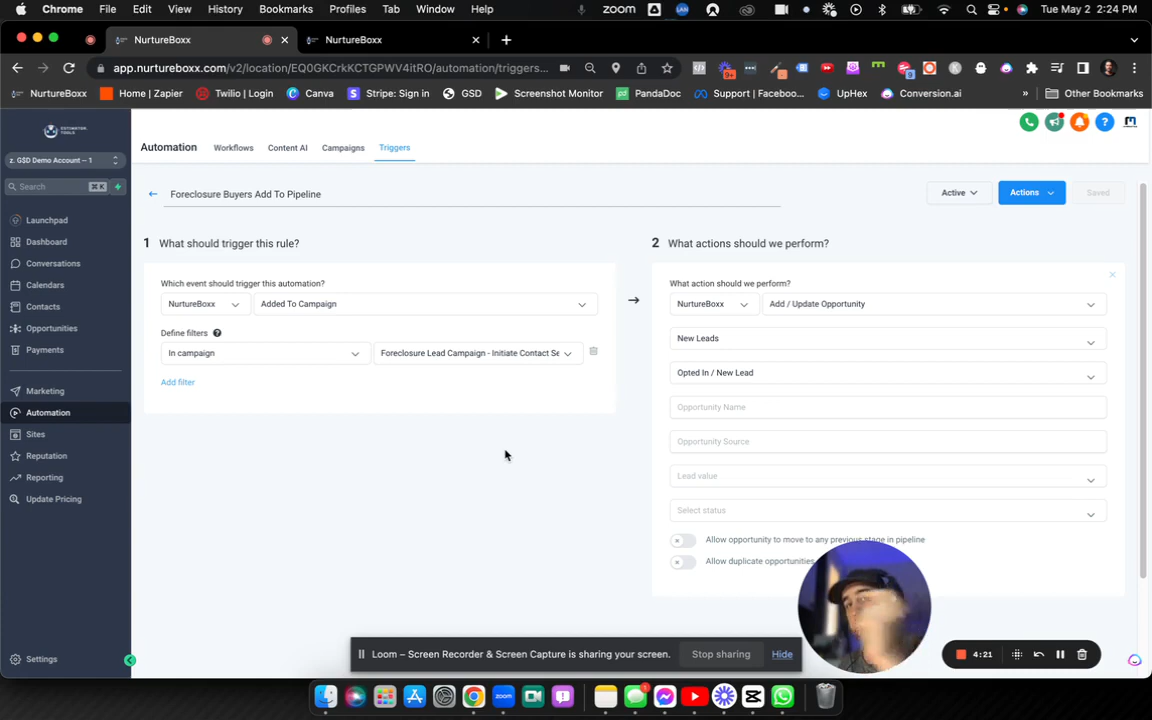 Chrome File Edit View History Bookmarks Profiles Tab Window Help zoom Tue May 2 2:24 PM
NurtureBoxx NurtureBoxx
app.nurtureboxx.com/v2/location/EQ0GKCrkKCTGPWV4itRO/automation/triggers...
NurtureBoxx Home | Zapier Twilio | Login Canva Stripe: Sign in GSD Screenshot Monitor PandaDoc Support | Faceboo... UpHex Conversion.ai » Other Bookmarks
ESTIMATOR.
TOOLS
z. GSD Demo Account -- 1
Search ⌘K
Launchpad
Dashboard
Conversations
Calendars
Contacts
Opportunities
Payments
Marketing
Automation
Sites
Reputation
Reporting
Update Pricing
Settings
Automation Workflows Content AI Campaigns Triggers
Foreclosure Buyers Add To Pipeline Active Actions Saved
1 What should trigger this rule?
Which event should trigger this automation?
NurtureBoxx Added To Campaign
Define filters
In campaign Foreclosure Lead Campaign - Initiate Contact Se
Add filter
2 What actions should we perform?
What action should we perform?
NurtureBoxx Add / Update Opportunity
New Leads
Opted In / New Lead
Opportunity Name
Opportunity Source
Lead value
Select status
Allow opportunity to move to any previous stage in pipeline
Allow duplicate opportunities
Loom – Screen Recorder & Screen Capture is sharing your screen. Stop sharing Hide
4:21